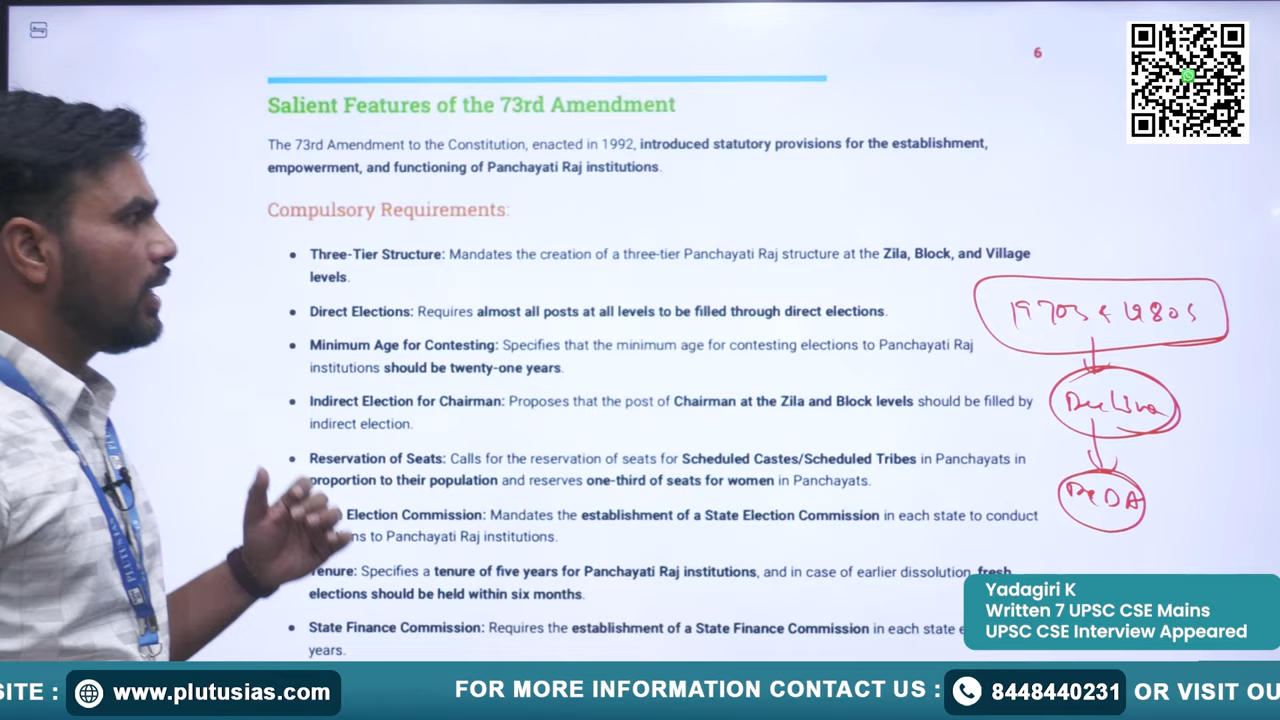 6
Salient Features of the 73rd Amendment
The 73rd Amendment to the Constitution, enacted in 1992, introduced statutory provisions for the establishment,
empowerment, and functioning of Panchayati Raj institutions.
Compulsory Requirements:
Three-Tier Structure: Mandates the creation of a three-tier Panchayati Raj structure at the Zila, Block, and Village
levels.
Direct Elections: Requires almost all posts at all levels to be filled through direct elections.
Minimum Age for Contesting: Specifies that the minimum age for contesting elections to Panchayati Raj
institutions should be twenty-one years.
Indirect Election for Chairman: Proposes that the post of Chairman at the Zila and Block levels should be filled by
indirect election.
Reservation of Seats: Calls for the reservation of seats for Scheduled Castes/Scheduled Tribes in Panchayats in
proportion to their population and reserves one-third of seats for women in Panchayats.
Election Commission: Mandates the establishment of a State Election Commission in each state to conduct
ns to Panchayati Raj institutions.
Tenure: Specifies a tenure of five years for Panchayati Raj institutions, and in case of earlier dissolution, fresh
elections should be held within six months.
State Finance Commission: Requires the establishment of a State Finance Commission in each state e
years.
1970s & 1980s
PLUTUS IA
Yadagiri K
Written 7 UPSC CSE Mains
UPSC CSE Interview Appeared
SITE : www.plutusias.com FOR MORE INFORMATION CONTACT US : 8448440231 OR VISIT OU